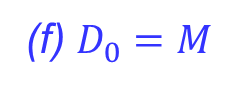 (f) D₀ = M